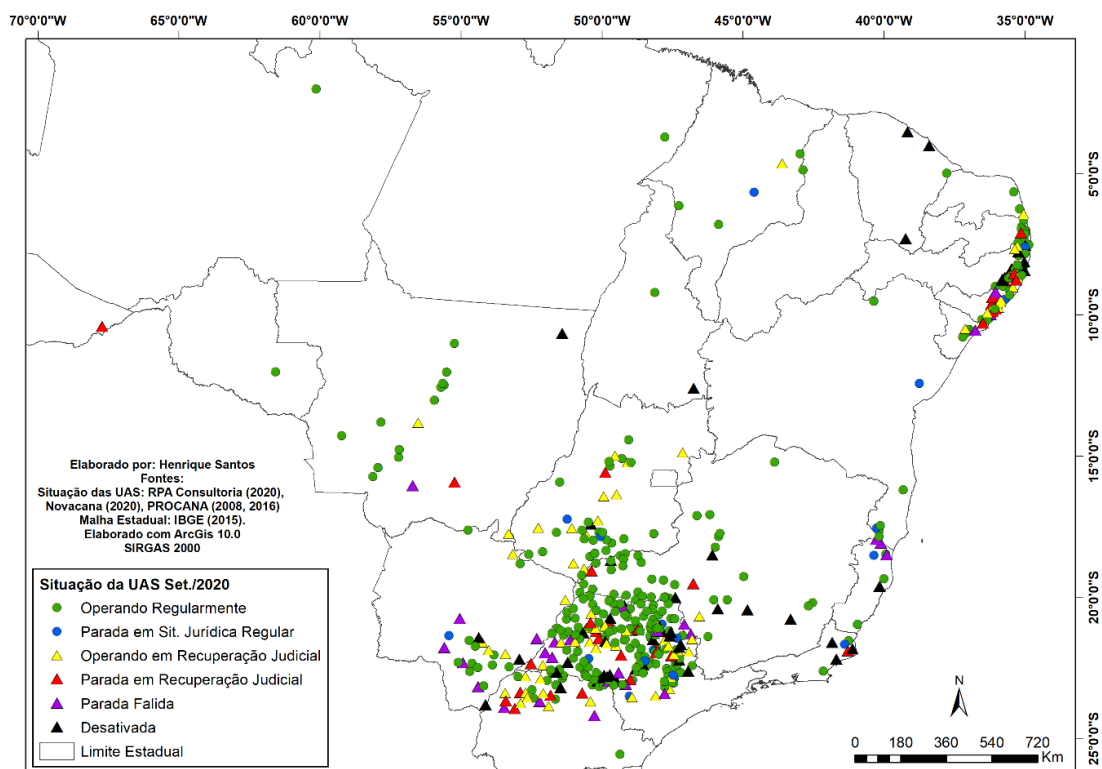 70°0'0"W 65°0'0"W 60°0'0"W 55°0'0"W 50°0'0"W 45°0'0"W 40°0'0"W 35°0'0"W
5°0'0"S
10°0'0"S
15°0'0"S
20°0'0"S
25°0'0"S
Elaborado por: Henrique Santos
Fontes:
Situação das UAS: RPA Consultoria (2020),
Novacana (2020), PROCANA (2008, 2016)
Malha Estadual: IBGE (2015).
Elaborado com ArcGis 10.0
SIRGAS 2000
Situação da UAS Set./2020
Operando Regularmente
Parada em Sit. Jurídica Regular
Operando em Recuperação Judicial
Parada em Recuperação Judicial
Parada Falida
Desativada
Limite Estadual
N
0 180 360 540 720
Km